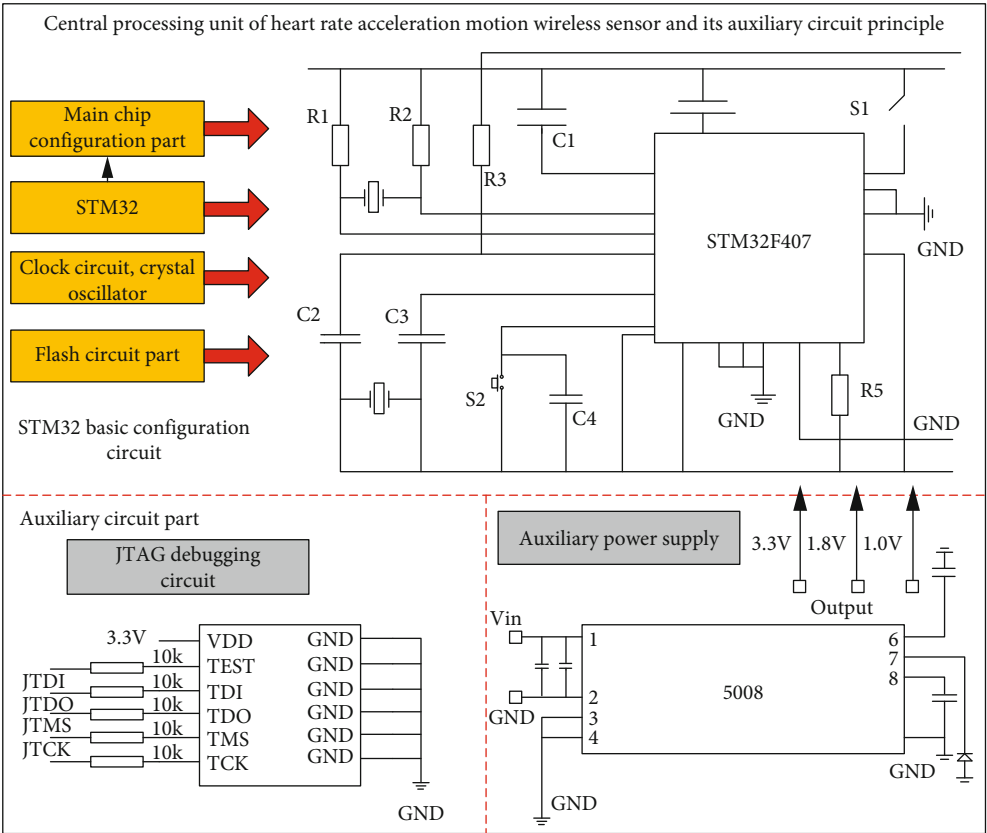 Central processing unit of heart rate acceleration motion wireless sensor and its auxiliary circuit principle
Main chip
configuration part
STM32
Clock circuit, crystal
oscillator
Flash circuit part
STM32 basic configuration
circuit
R1
R2
R3
C1
S1
STM32F407
GND
C2
C3
S2
C4
GND
R5
GND
Auxiliary circuit part
JTAG debugging
circuit
3.3V
JTDI
JTDO
JTMS
JTCK
10k
10k
10k
10k
10k
VDD
TEST
TDI
TDO
TMS
TCK
GND
GND
GND
GND
GND
GND
GND
Auxiliary power supply
3.3V
1.8V
1.0V
Output
Vin
GND
1
2
3
4
5008
6
7
8
GND
GND